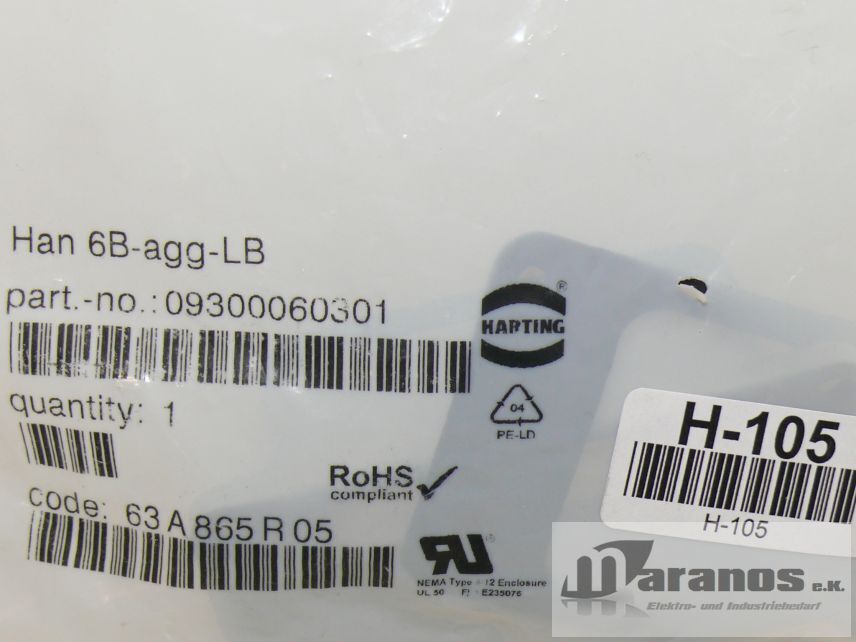 Han 6B-agg-LB
part.-no.: 09300060301
HARTING
®
quantity: 1
04
PE-LD
RoHS
compliant
code: 63 A 865 R 05
NEMA Type 12 Enclosure
UL 50 E235076
H-105
H-105
Maranos e.K.
Elektro- und Industriebedarf